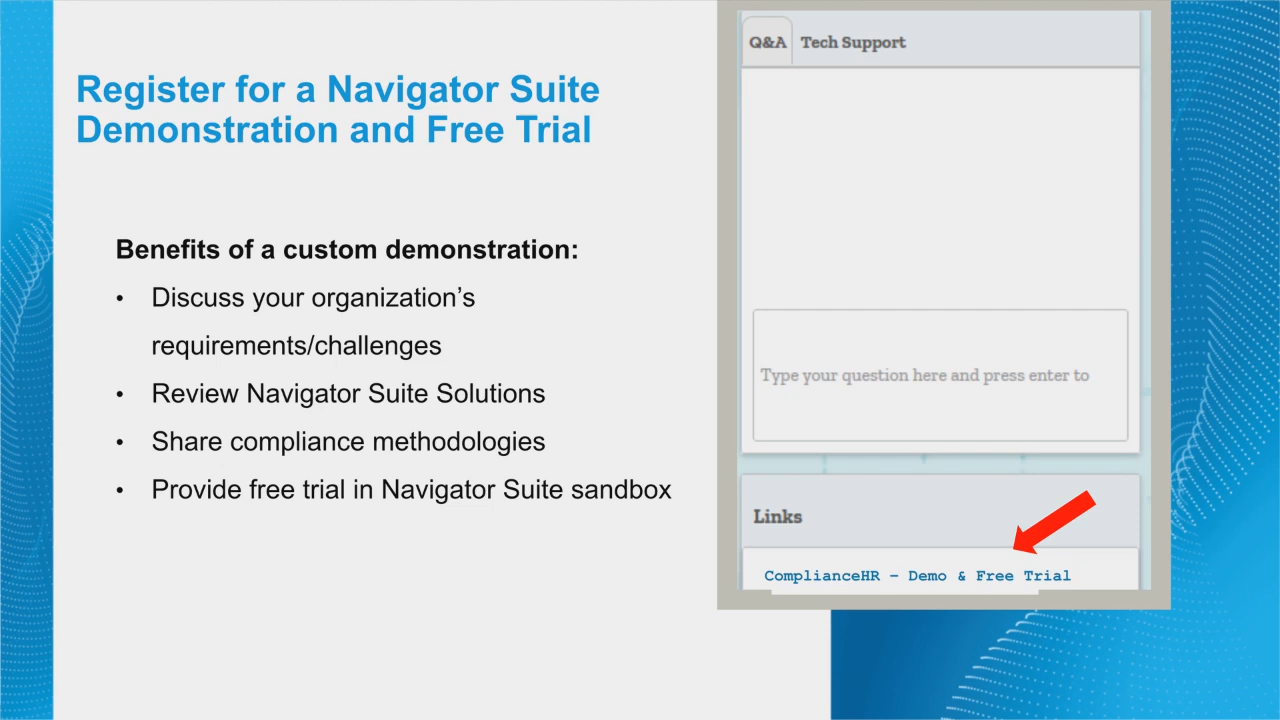 Register for a Navigator Suite
Demonstration and Free Trial
Benefits of a custom demonstration:
• Discuss your organization’s
requirements/challenges
• Review Navigator Suite Solutions
• Share compliance methodologies
• Provide free trial in Navigator Suite sandbox
Q&A Tech Support
Type your question here and press enter to
Links
ComplianceHR – Demo & Free Trial